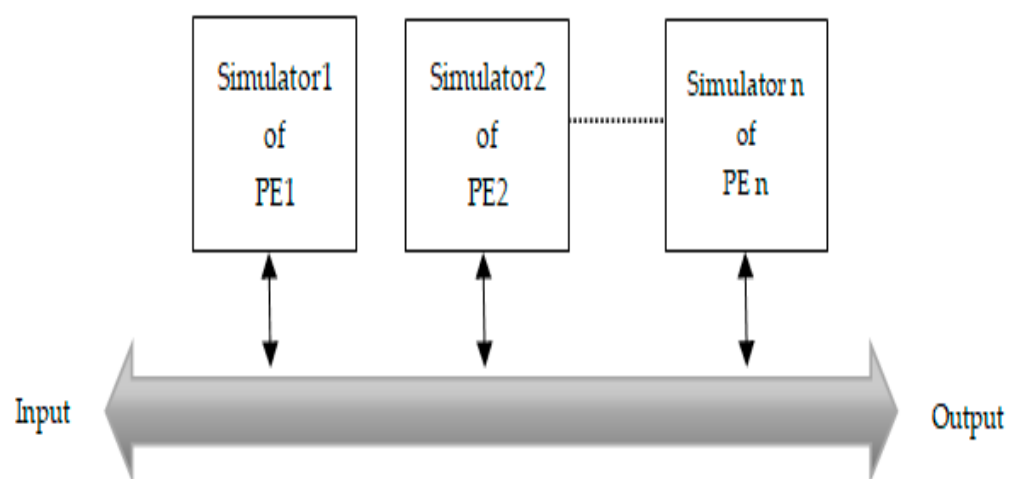 Simulator1
of
PE1
Simulator2
of
PE2
Simulator n
of
PE n
Input
Output